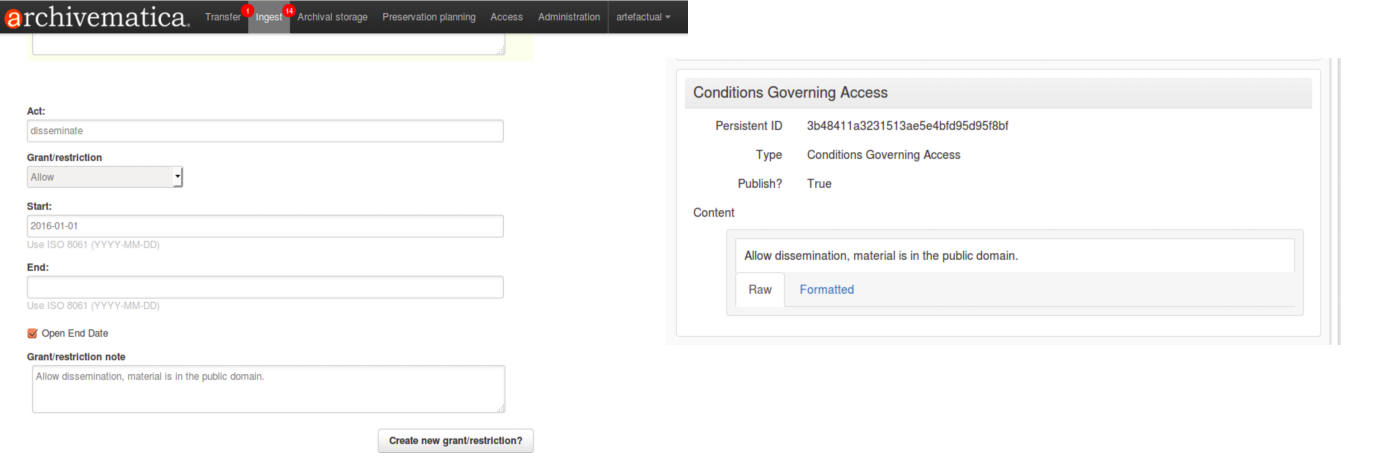 archivematica. Transfer 1 Ingest 14 Archival storage Preservation planning Access Administration artefactual
Act:
disseminate
Grant/restriction
Allow
Start:
2016-01-01
Use ISO 8061 (YYYY-MM-DD)
End:
Use ISO 8061 (YYYY-MM-DD)
Open End Date
Grant/restriction note
Allow dissemination, material is in the public domain.
Create new grant/restriction?
Conditions Governing Access
Persistent ID 3b48411a3231513ae5e4bfd95d95f8bf
Type Conditions Governing Access
Publish? True
Content
Allow dissemination, material is in the public domain.
Raw Formatted